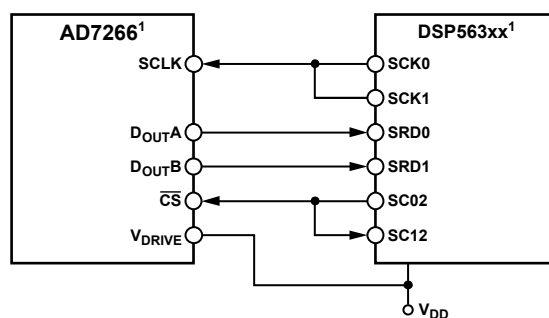 AD7266¹
DSP563xx¹
SCLK
SCK0
SCK1
DOUTA
SRD0
DOUTB
SRD1
CS
SC02
VDRIVE
SC12
VDD